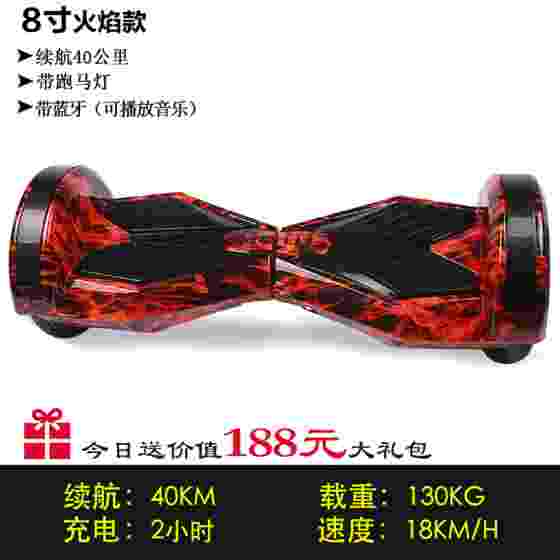 8寸火焰款
➤续航40公里
➤带跑马灯
➤带蓝牙（可播放音乐）
今日送价值188元大礼包
续航：40KM 载重：130KG
充电：2小时 速度：18KM/H